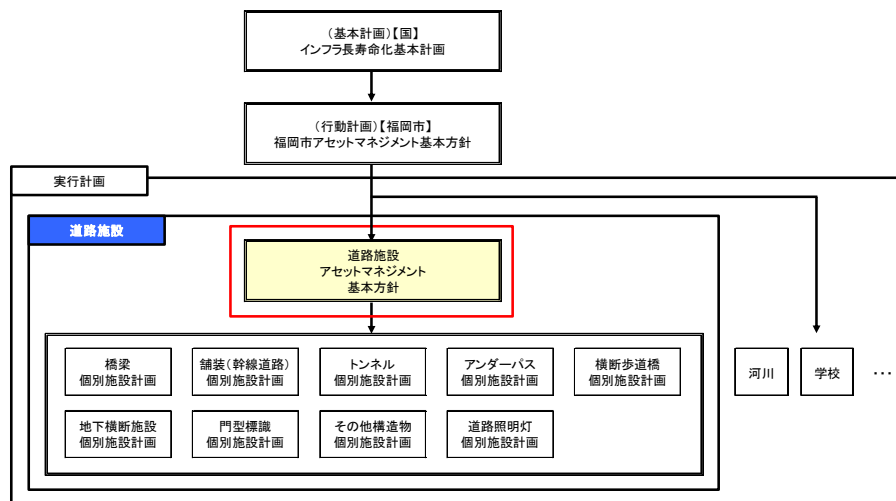 (基本計画)【国】
インフラ長寿命化基本計画
(行動計画)【福岡市】
福岡市アセットマネジメント基本方針
実行計画
道路施設
道路施設
アセットマネジメント
基本方針
橋梁
個別施設計画
舗装(幹線道路)
個別施設計画
トンネル
個別施設計画
アンダーパス
個別施設計画
横断歩道橋
個別施設計画
地下横断施設
個別施設計画
門型標識
個別施設計画
その他構造物
個別施設計画
道路照明灯
個別施設計画
河川
学校
…